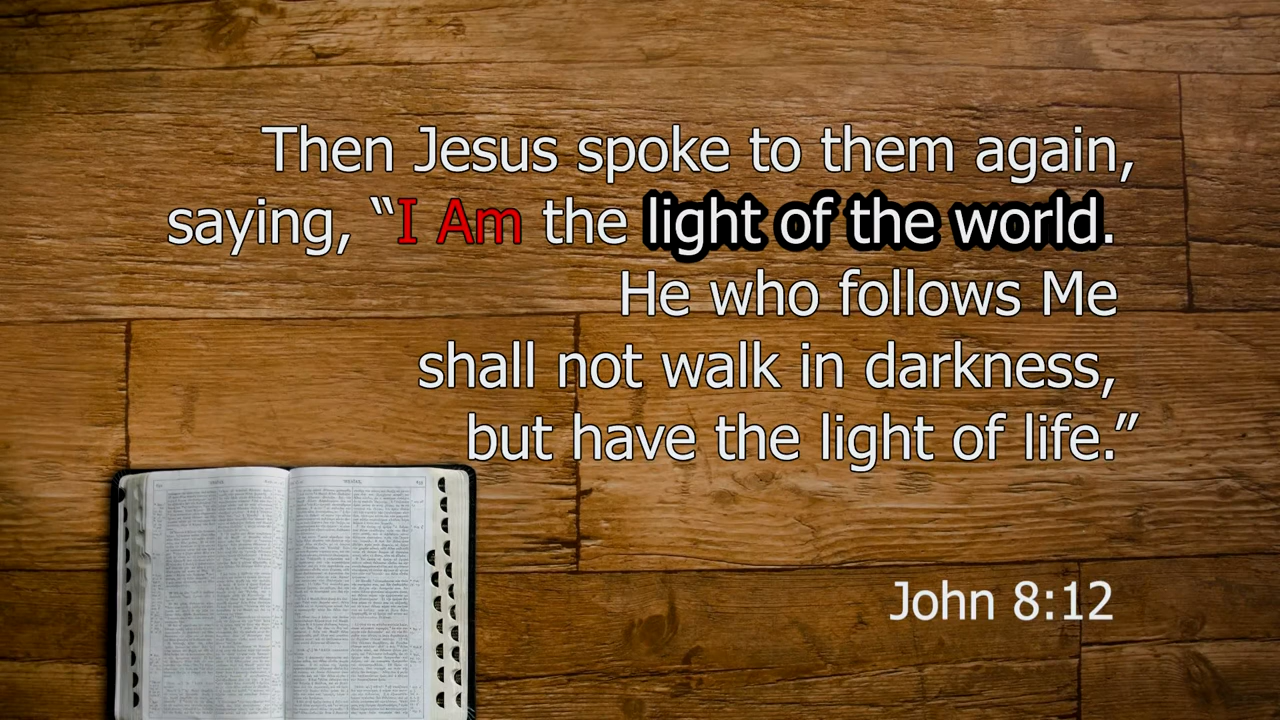 Then Jesus spoke to them again,
saying, “I Am the light of the world.
He who follows Me
shall not walk in darkness,
but have the light of life.”
John 8:12